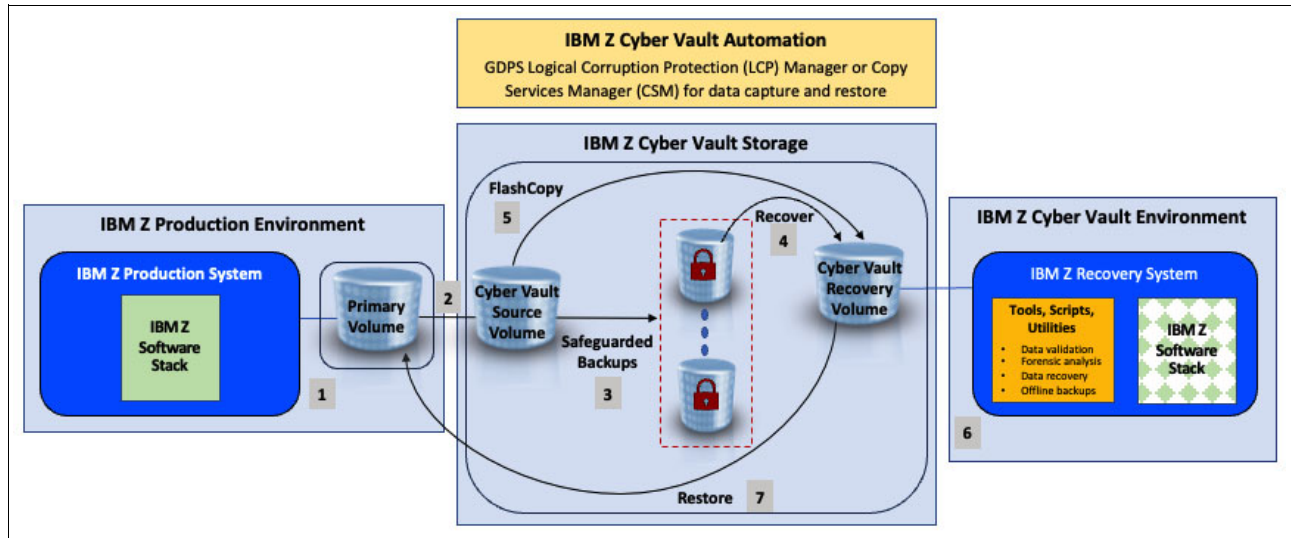 IBM Z Cyber Vault Automation
GDPS Logical Corruption Protection (LCP) Manager or Copy
Services Manager (CSM) for data capture and restore
IBM Z Cyber Vault Storage
FlashCopy
5
Recover
4
IBM Z Production Environment
IBM Z Production System
IBM Z
Software
Stack
1
Primary
Volume
2
Cyber Vault
Source
Volume
Safeguarded
Backups
3
Cyber Vault
Recovery
Volume
Restore
7
IBM Z Cyber Vault Environment
IBM Z Recovery System
Tools, Scripts,
Utilities
• Data validation
• Forensic analysis
• Data recovery
• Offline backups
IBM Z
Software
Stack
6